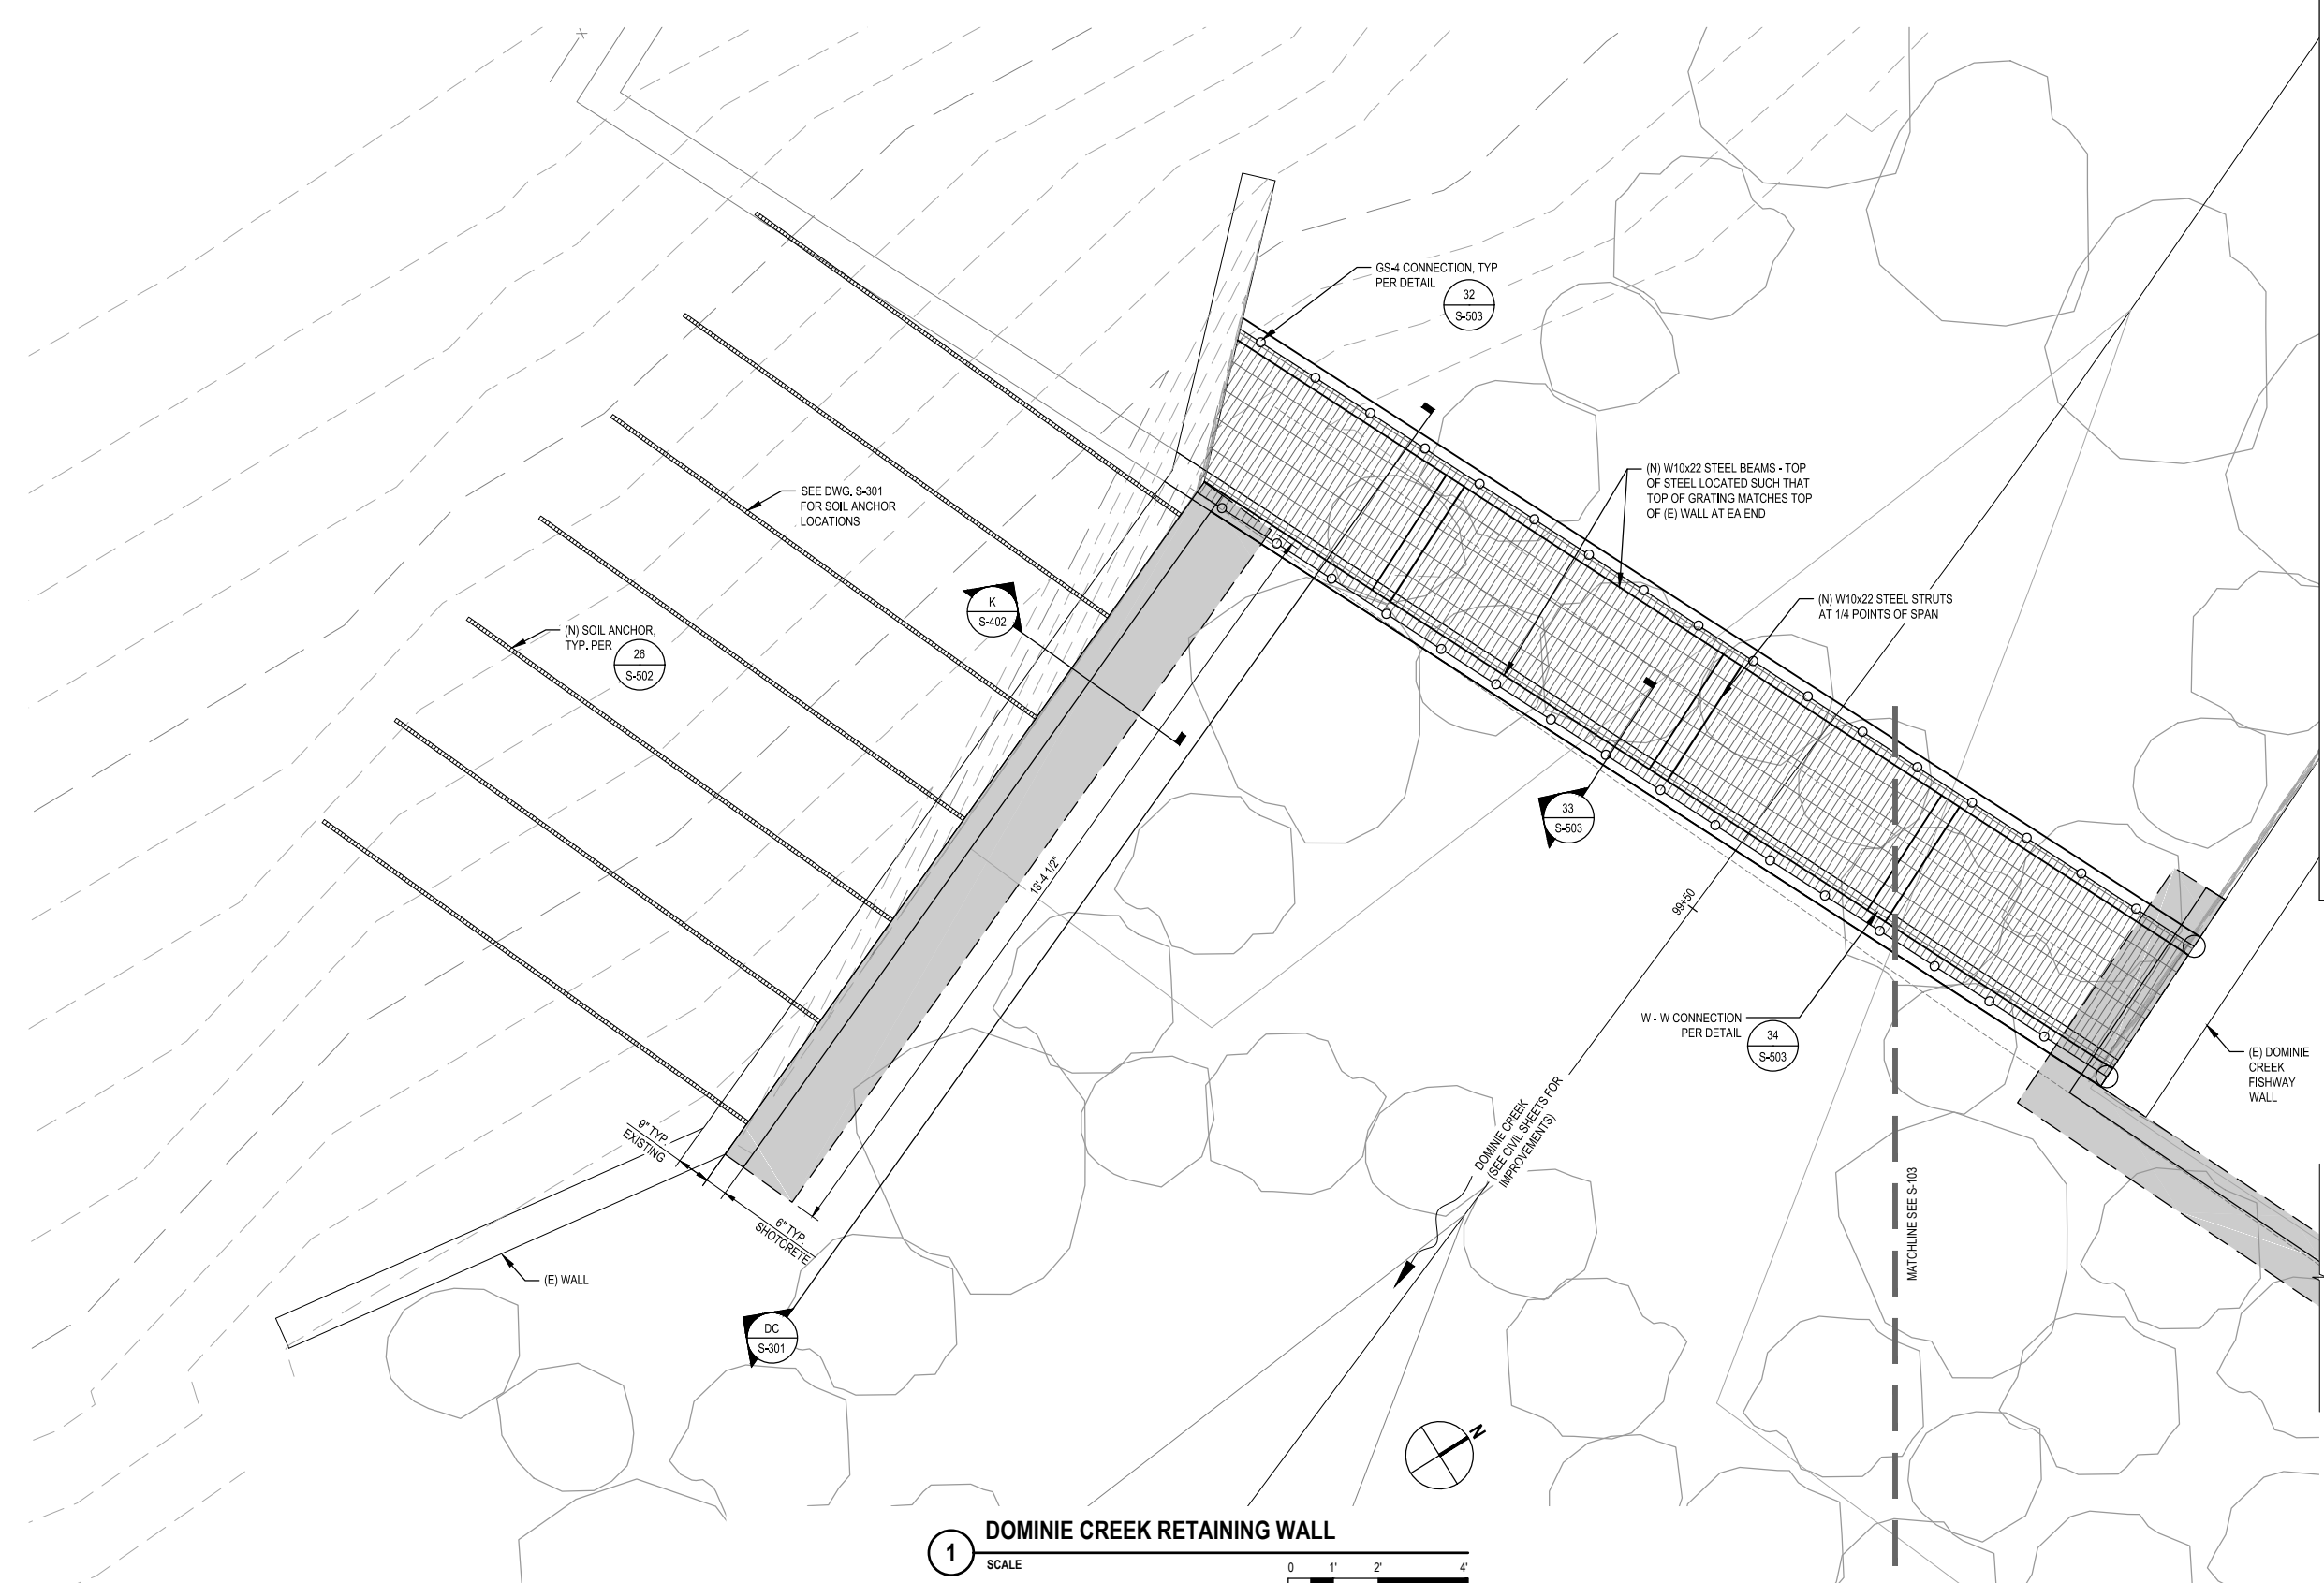 GS-4 CONNECTION, TYP
PER DETAIL
32
S-503
(N) W10x22 STEEL BEAMS - TOP
OF STEEL LOCATED SUCH THAT
TOP OF GRATING MATCHES TOP
OF (E) WALL AT EA END
SEE DWG. S-301
FOR SOIL ANCHOR
LOCATIONS
K
S-402
(N) W10x22 STEEL STRUTS
AT 1/4 POINTS OF SPAN
(N) SOIL ANCHOR,
TYP. PER
26
S-502
33
S-503
18'-4 1/2"
99+50
W - W CONNECTION
PER DETAIL
34
S-503
(E) DOMINIE
CREEK
FISHWAY
WALL
DOMINIE CREEK
(SEE CIVIL SHEETS FOR
IMPROVEMENTS)
9" TYP.
EXISTING
6" TYP.
SHOTCRETE
MATCHLINE SEE S-103
(E) WALL
DC
S-301
N
1
DOMINIE CREEK RETAINING WALL
SCALE
0 1' 2' 4'